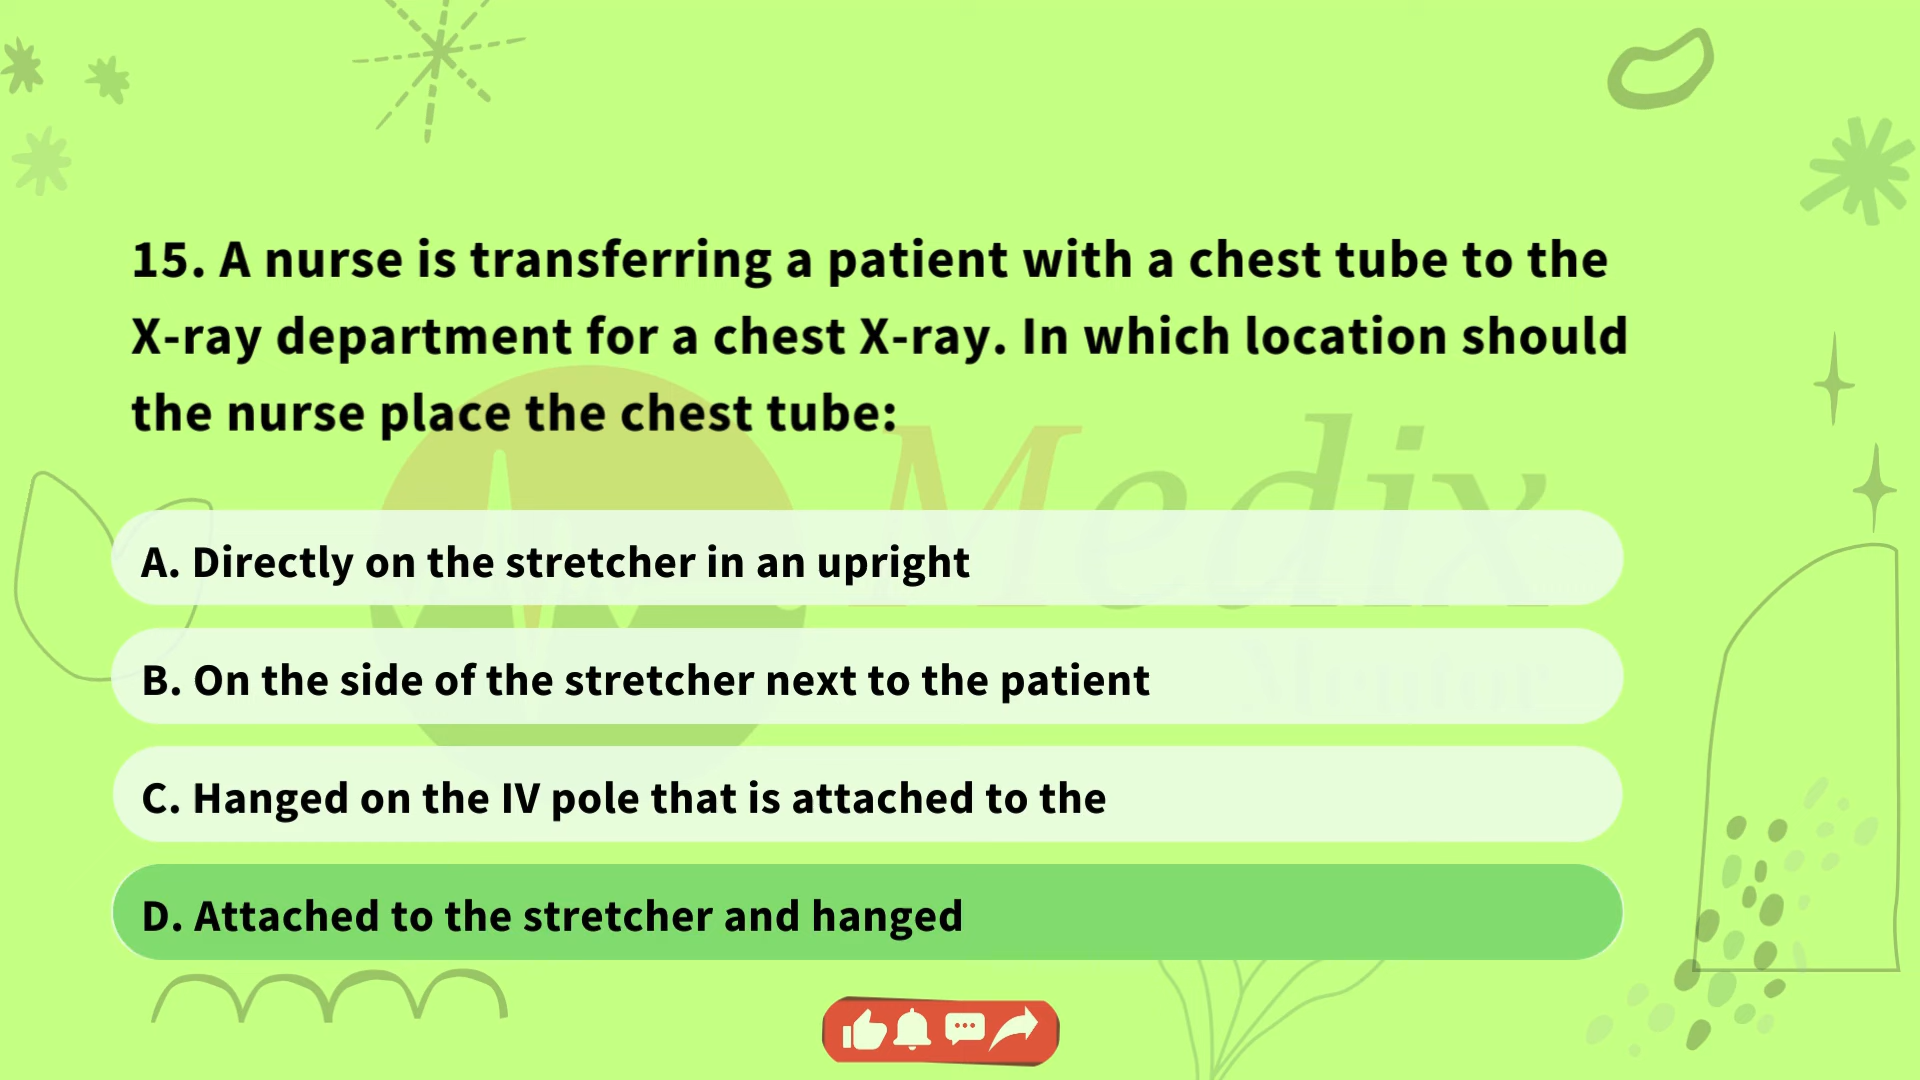 15. A nurse is transferring a patient with a chest tube to the
X-ray department for a chest X-ray. In which location should
the nurse place the chest tube:
Medix
Mentor
A. Directly on the stretcher in an upright
B. On the side of the stretcher next to the patient
C. Hanged on the IV pole that is attached to the
D. Attached to the stretcher and hanged